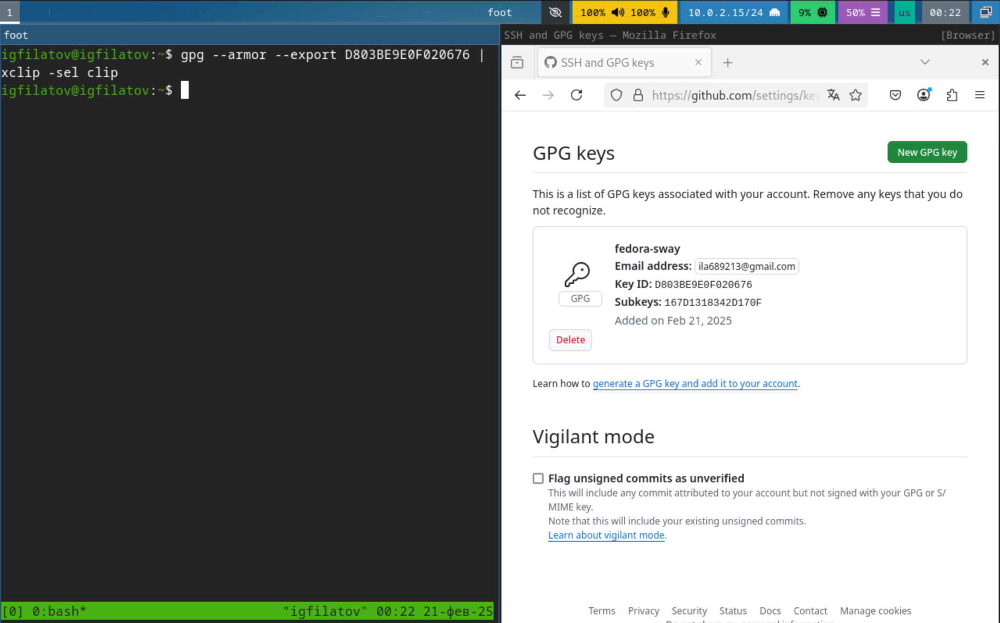 1
foot
100% 100%
10.0.2.15/24
9%
50%
us
00:22
foot
igfilatov@igfilatov:~$ gpg --armor --export D803BE9E0F020676 |
xclip -sel clip
igfilatov@igfilatov:~$
[0] 0:bash* "igfilatov" 00:22 21-фев-25
SSH and GPG keys — Mozilla Firefox [Browser]
SSH and GPG keys
https://github.com/settings/key
GPG keys
New GPG key
This is a list of GPG keys associated with your account. Remove any keys that you do
not recognize.
fedora-sway
Email address: ila689213@gmail.com
Key ID: D803BE9E0F020676
GPG
Subkeys: 167D1318342D170F
Added on Feb 21, 2025
Delete
Learn how to generate a GPG key and add it to your account.
Vigilant mode
Flag unsigned commits as unverified
This will include any commit attributed to your account but not signed with your GPG or S/
MIME key.
Note that this will include your existing unsigned commits.
Learn about vigilant mode.
Terms Privacy Security Status Docs Contact Manage cookies
Do not share my personal information